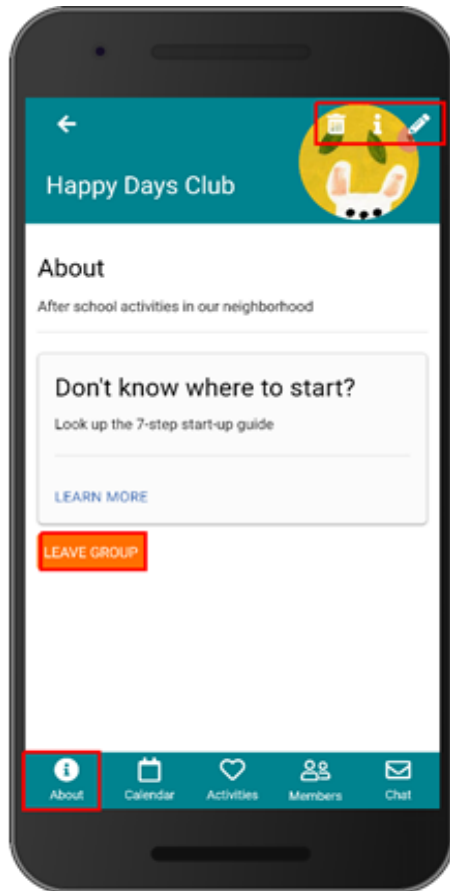 Happy Days Club
About
After school activities in our neighborhood
Don't know where to start?
Look up the 7-step start-up guide
LEARN MORE
LEAVE GROUP
About Calendar Activities Members Chat